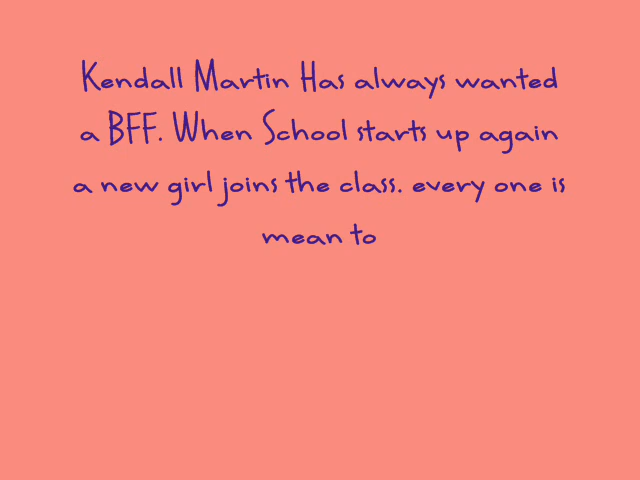 Kendall Martin Has always wanted
a BFF. When School starts up again
a new girl joins the class. every one is
mean to